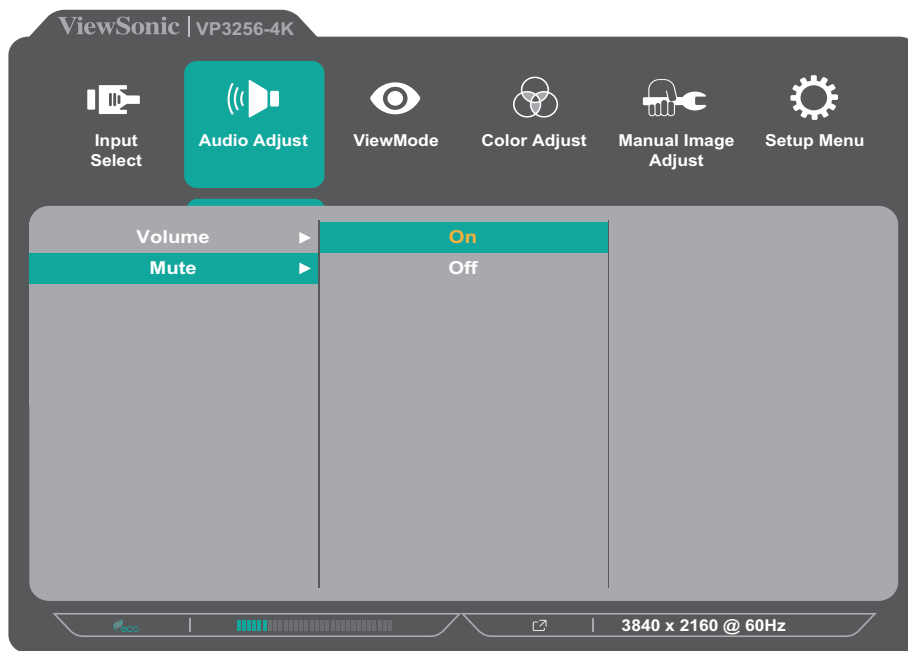 ViewSonic | VP3256-4K
Input Select
Audio Adjust
ViewMode
Color Adjust
Manual Image Adjust
Setup Menu
Volume
Mute
On
Off
eco
3840 x 2160 @ 60Hz